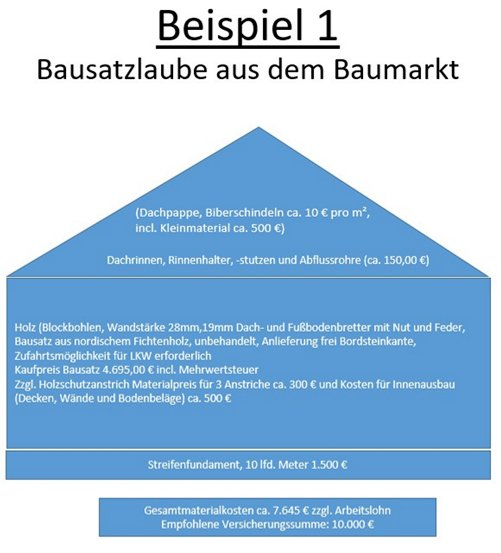 Beispiel 1
Bausatzlaube aus dem Baumarkt
(Dachpappe, Biberschindeln ca. 10 € pro m²,
incl. Kleinmaterial ca. 500 €)
Dachrinnen, Rinnenhalter, -stutzen und Abflussrohre (ca. 150,00 €)
Holz (Blockbohlen, Wandstärke 28mm,19mm Dach- und Fußbodenbretter mit Nut und Feder,
Bausatz aus nordischem Fichtenholz, unbehandelt, Anlieferung frei Bordsteinkante,
Zufahrtsmöglichkeit für LKW erforderlich
Kaufpreis Bausatz 4.695,00 € incl. Mehrwertsteuer
Zzgl. Holzschutzanstrich Materialpreis für 3 Anstriche ca. 300 € und Kosten für Innenausbau
(Decken, Wände und Bodenbeläge) ca. 500 €
Streifenfundament, 10 lfd. Meter 1.500 €
Gesamtmaterialkosten ca. 7.645 € zzgl. Arbeitslohn
Empfohlene Versicherungssumme: 10.000 €